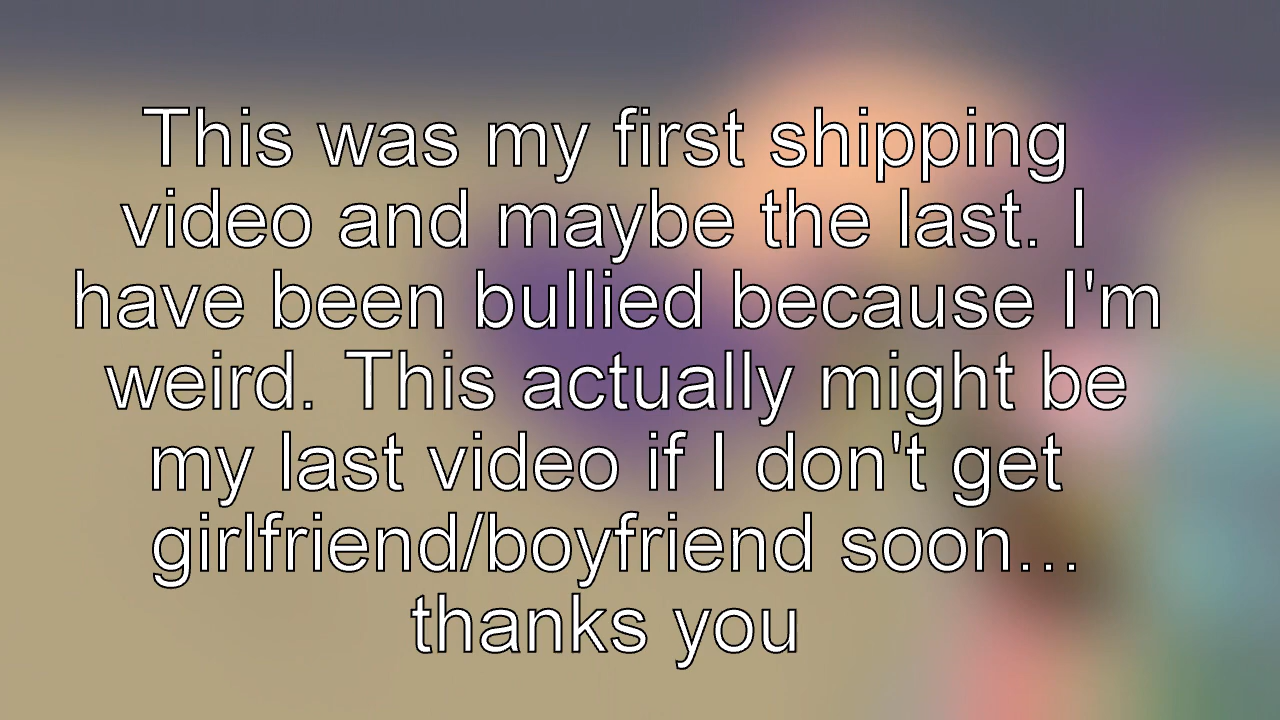 This was my first shipping
video and maybe the last. I
have been bullied because I'm
weird. This actually might be
my last video if I don't get
girlfriend/boyfriend soon...
thanks you